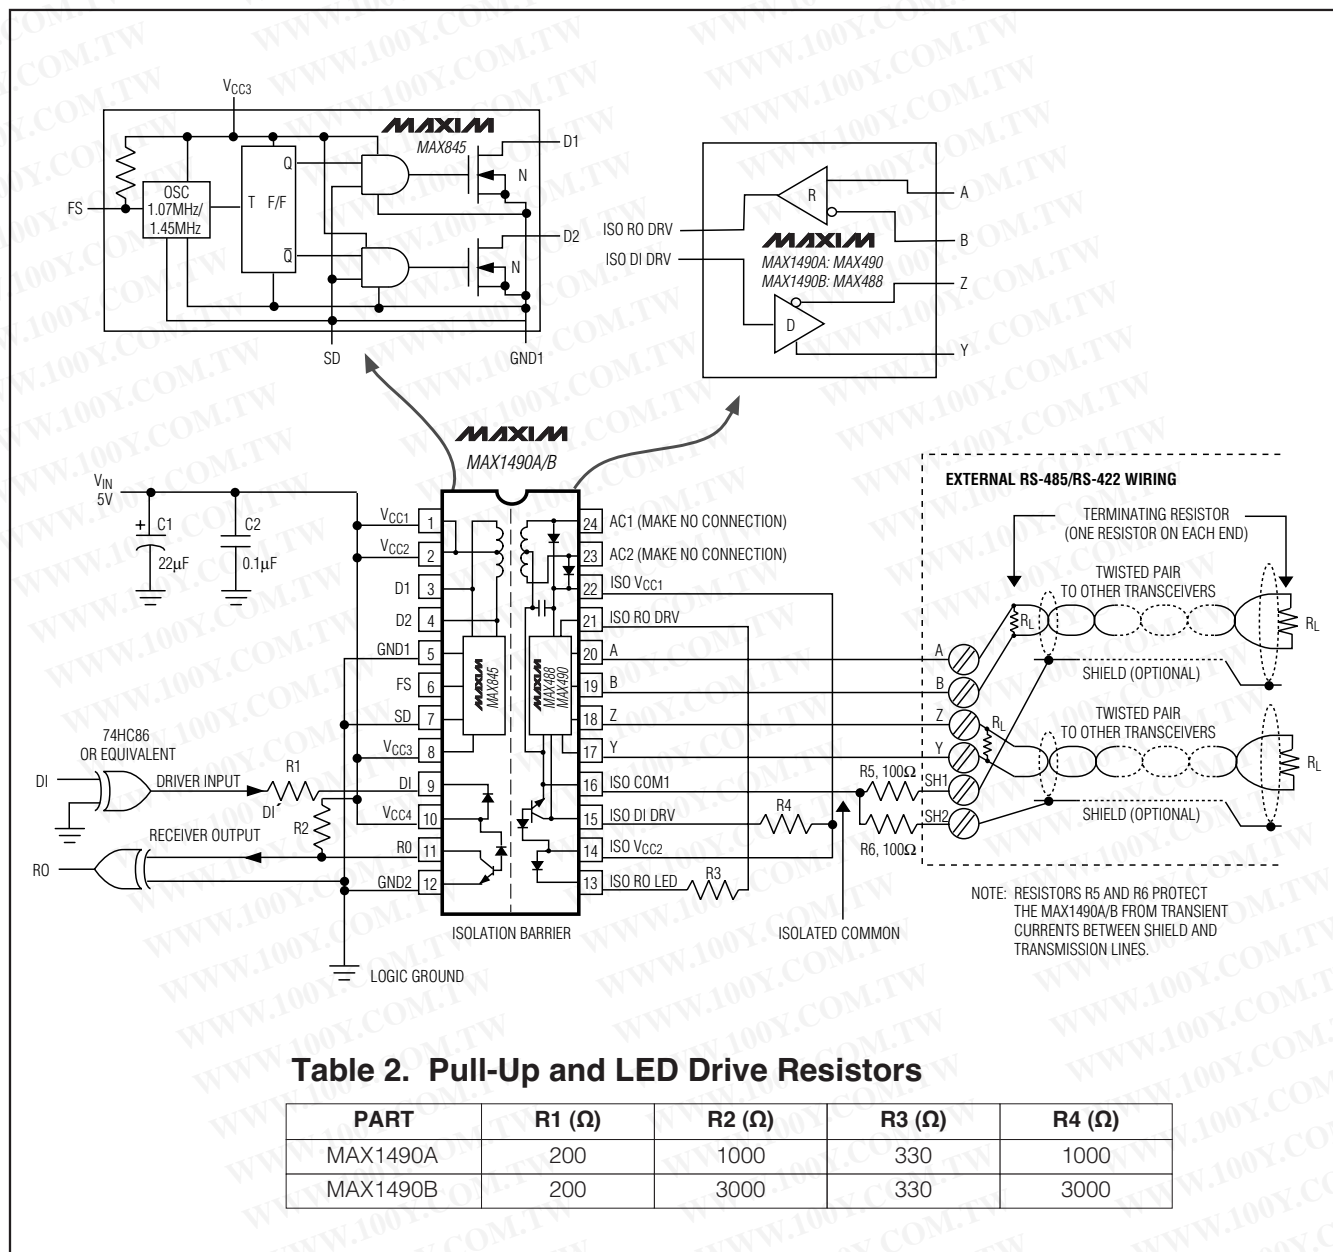 VCC3
MAXIM
MAX845
D1
Q
N
OSC
1.07MHz/
1.45MHz
T F/F
FS
D2
Q
N
SD
GND1
R
A
ISO RO DRV
B
MAXIM
ISO DI DRV
MAX1490A: MAX490
MAX1490B: MAX488
Z
D
Y
MAXIM
MAX1490A/B
VIN
5V
+ C1
22µF
C2
0.1µF
VCC1 1
VCC2 2
D1 3
D2 4
GND1 5
FS 6
SD 7
VCC3 8
DI 9
VCC4 10
RO 11
GND2 12
MAXIM
MAX845
MAXIM
MAX488
MAX490
24 AC1 (MAKE NO CONNECTION)
23 AC2 (MAKE NO CONNECTION)
22 ISO VCC1
21 ISO RO DRV
20 A
19 B
18 Z
17 Y
16 ISO COM1
15 ISO DI DRV
14 ISO VCC2
13 ISO RO LED
74HC86
OR EQUIVALENT
DI
DRIVER INPUT
R1
DI′
R2
RECEIVER OUTPUT
RO
ISOLATION BARRIER
LOGIC GROUND
R3
R4
R5, 100Ω
R6, 100Ω
ISOLATED COMMON
EXTERNAL RS-485/RS-422 WIRING
TERMINATING RESISTOR
(ONE RESISTOR ON EACH END)
TWISTED PAIR
TO OTHER TRANSCEIVERS
RL
RL
A
SHIELD (OPTIONAL)
B
Z
RL
TWISTED PAIR
TO OTHER TRANSCEIVERS
Y
RL
SH1
SHIELD (OPTIONAL)
SH2
NOTE: RESISTORS R5 AND R6 PROTECT
THE MAX1490A/B FROM TRANSIENT
CURRENTS BETWEEN SHIELD AND
TRANSMISSION LINES.
Table 2. Pull-Up and LED Drive Resistors
PART R1 (Ω) R2 (Ω) R3 (Ω) R4 (Ω)
MAX1490A 200 1000 330 1000
MAX1490B 200 3000 330 3000
WWW.100Y.COM.TW